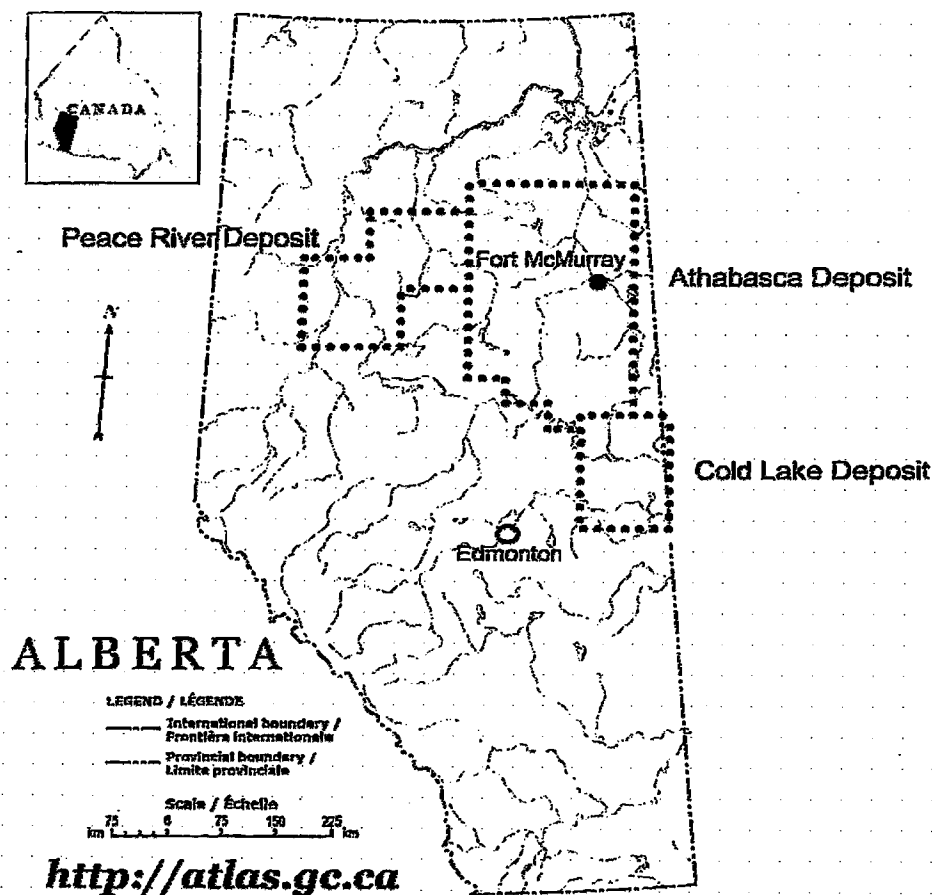 CANADA
Peace River Deposit
Fort McMurray
Athabasca Deposit
N
Cold Lake Deposit
Edmonton
ALBERTA
LEGEND / LÉGENDE
International boundary /
Frontière internationale
Provincial boundary /
Limite provinciale
Scale / Échelle
75 0 75 150 225
km km
http://atlas.gc.ca